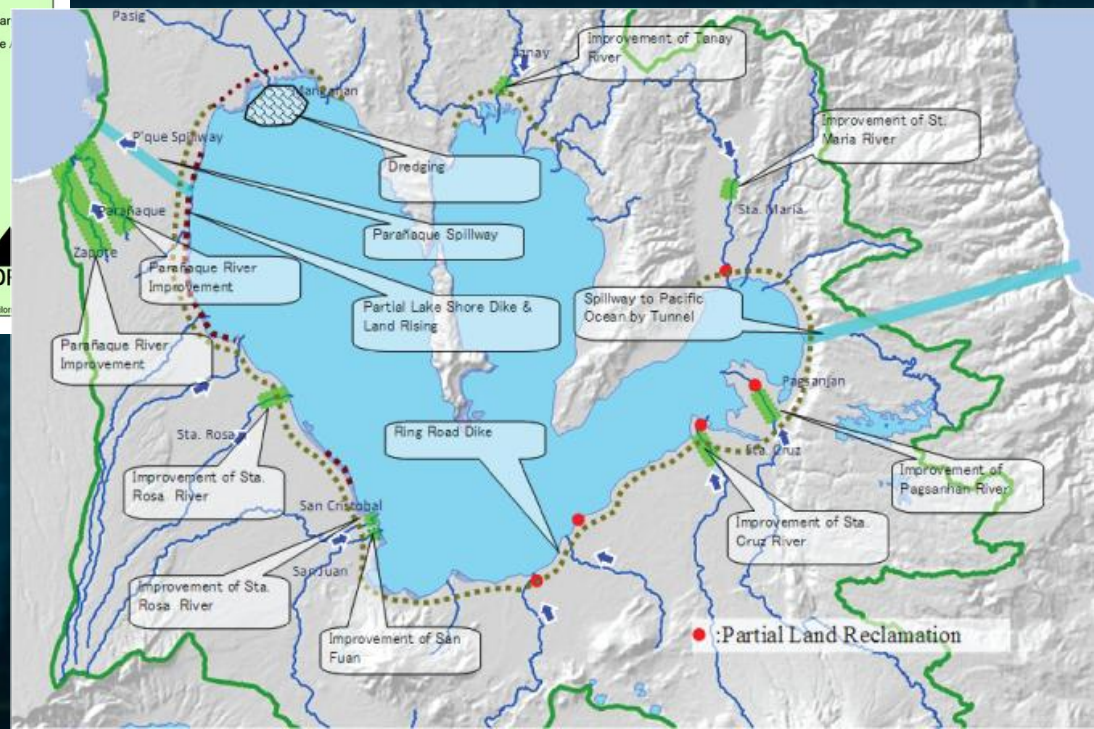 Pasig
Improvement of Tanay
River
Tanay
Mangahan
P'que Spillway
Dredging
Improvement of St.
Maria River
Sta. Maria
Parañaque
Zapote
Parañaque Spillway
Parañaque River
Improvement
Partial Lake Shore Dike &
Land Rising
Spillway to Pacific
Ocean by Tunnel
Parañaque River
Improvement
Pagsanjan
Sta. Rosa
Ring Road Dike
Sta. Cruz
Improvement of Sta.
Rosa River
Improvement of
Pagsanhan River
San Cristobal
Improvement of Sta.
Cruz River
San Juan
Improvement of Sta.
Rosa River
Improvement of San
Fuan
:Partial Land Reclamation